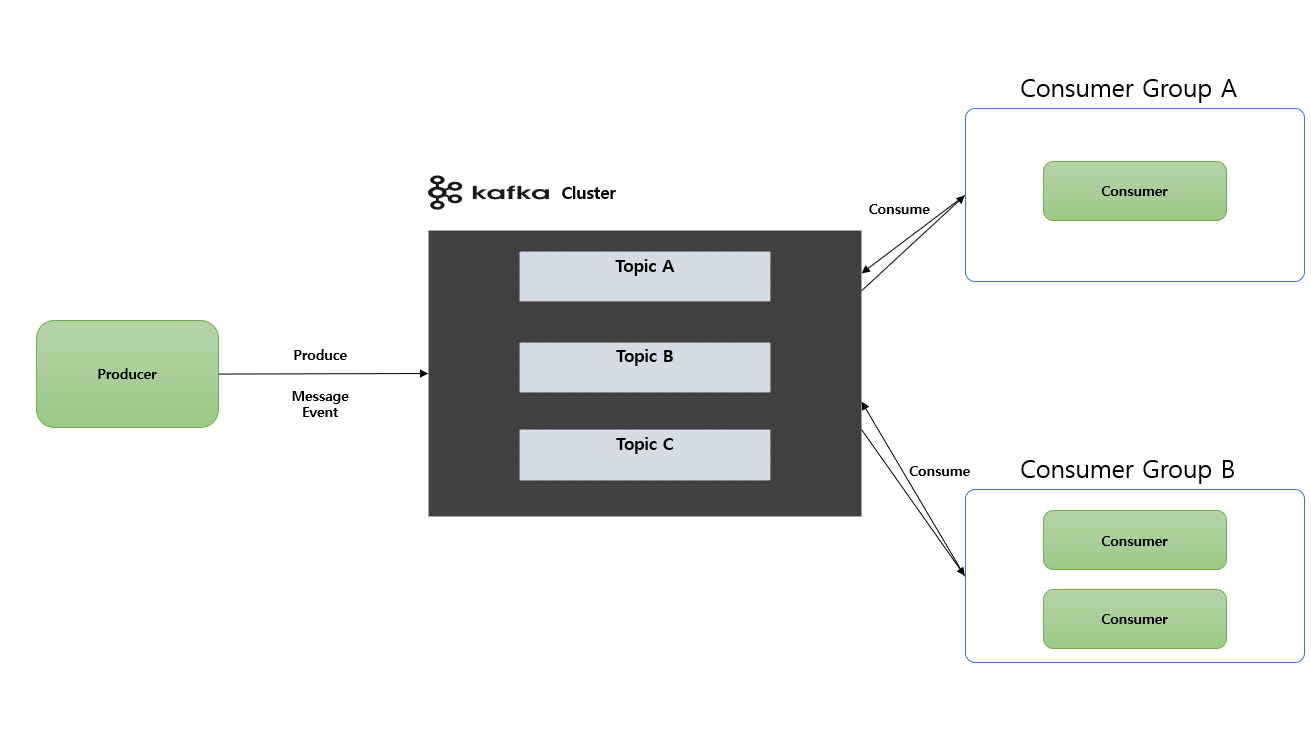 Consumer Group A
Consumer
kafka Cluster
Consume
Topic A
Topic B
Topic C
Producer
Produce
Message
Event
Consume
Consumer Group B
Consumer
Consumer